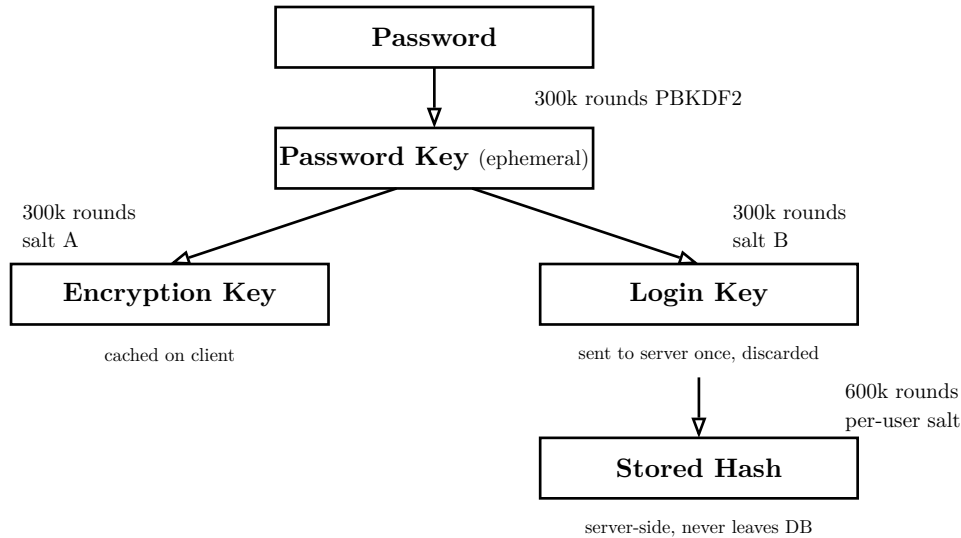 Password
300k rounds PBKDF2
Password Key (ephemeral)
300k rounds
salt A
300k rounds
salt B
Encryption Key
Login Key
cached on client
sent to server once, discarded
600k rounds
per-user salt
Stored Hash
server-side, never leaves DB